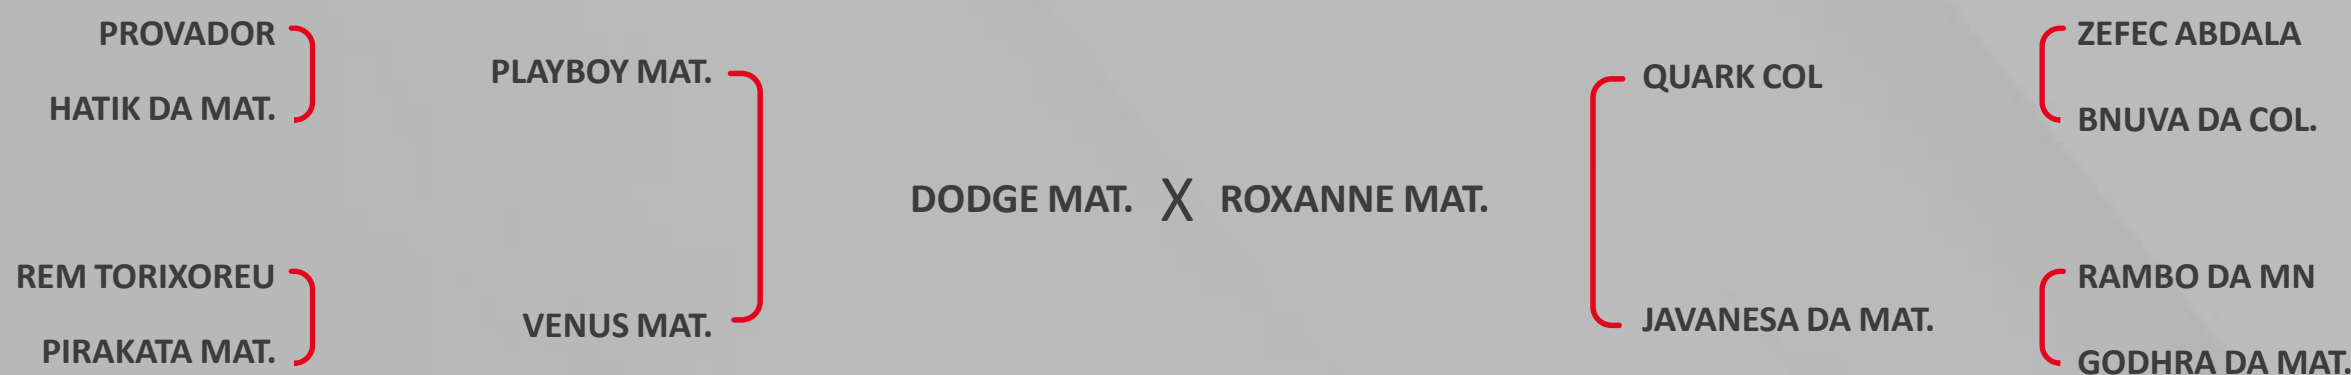 PROVADOR
HATIK DA MAT.
PLAYBOY MAT.
REM TORIXOREU
PIRAKATA MAT.
VENUS MAT.
DODGE MAT. X ROXANNE MAT.
QUARK COL
ZEFEC ABDALA
BNUVA DA COL.
JAVANESA DA MAT.
RAMBO DA MN
GODHRA DA MAT.